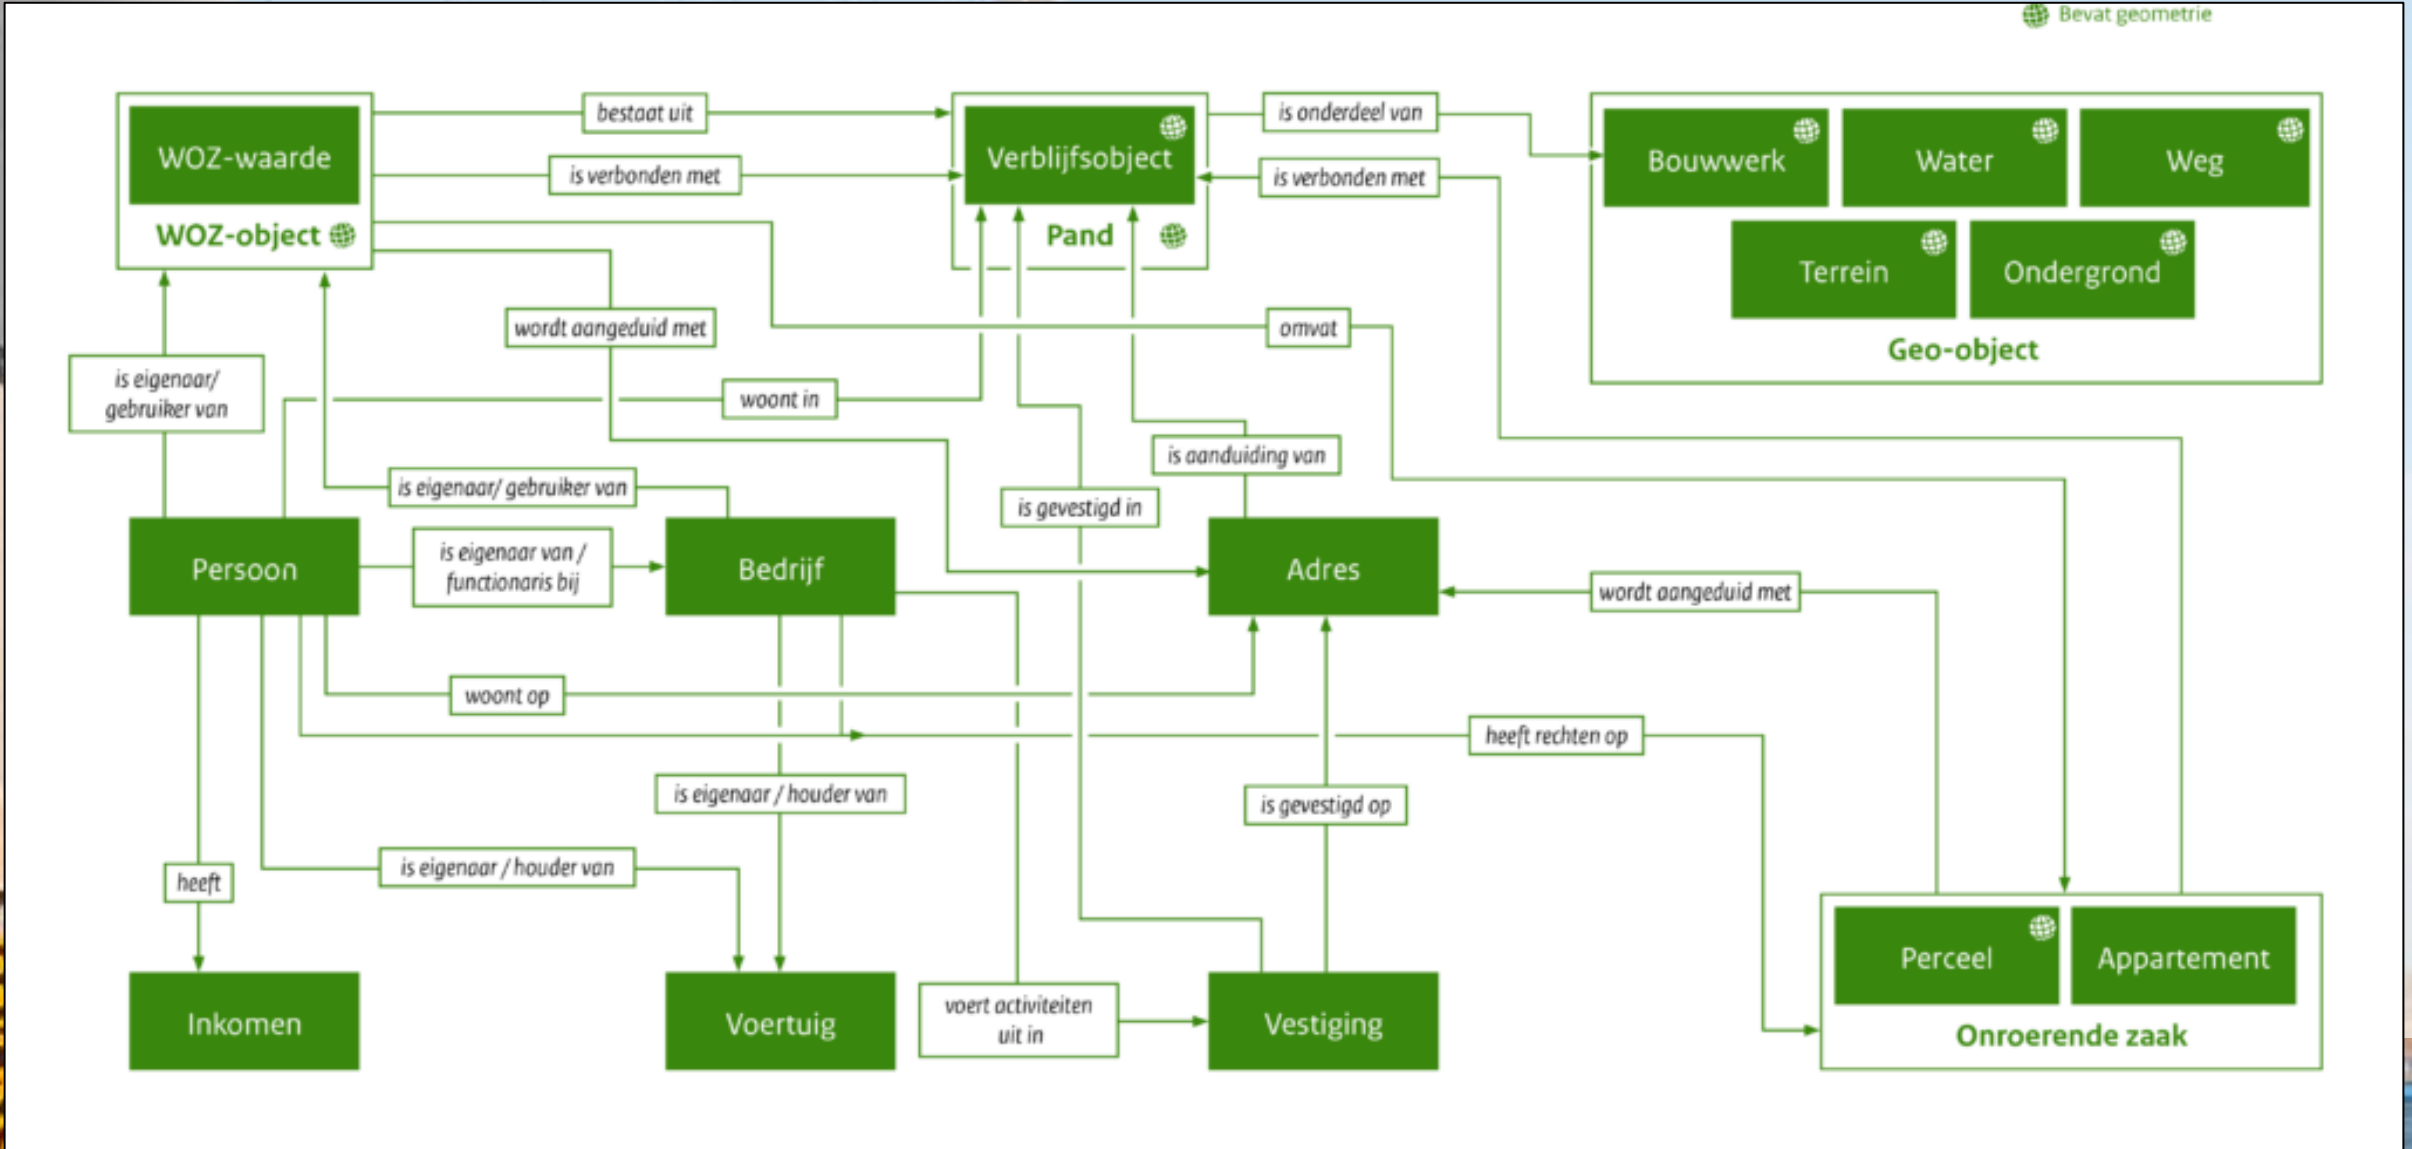 Bevat geometrie
bestaat uit
is onderdeel van
WOZ-waarde
Verblijfsobject
Bouwwerk
Water
Weg
is verbonden met
is verbonden met
WOZ-object
Pand
Terrein
Ondergrond
wordt aangeduid met
omvat
Geo-object
is eigenaar/
gebruiker van
woont in
is aanduiding van
is eigenaar/ gebruiker van
is gevestigd in
Persoon
is eigenaar van /
functionaris bij
Bedrijf
Adres
wordt aangeduid met
woont op
heeft rechten op
is eigenaar / houder van
is gevestigd op
is eigenaar / houder van
heeft
Perceel
Appartement
Inkomen
Voertuig
voert activiteiten
uit in
Vestiging
Onroerende zaak